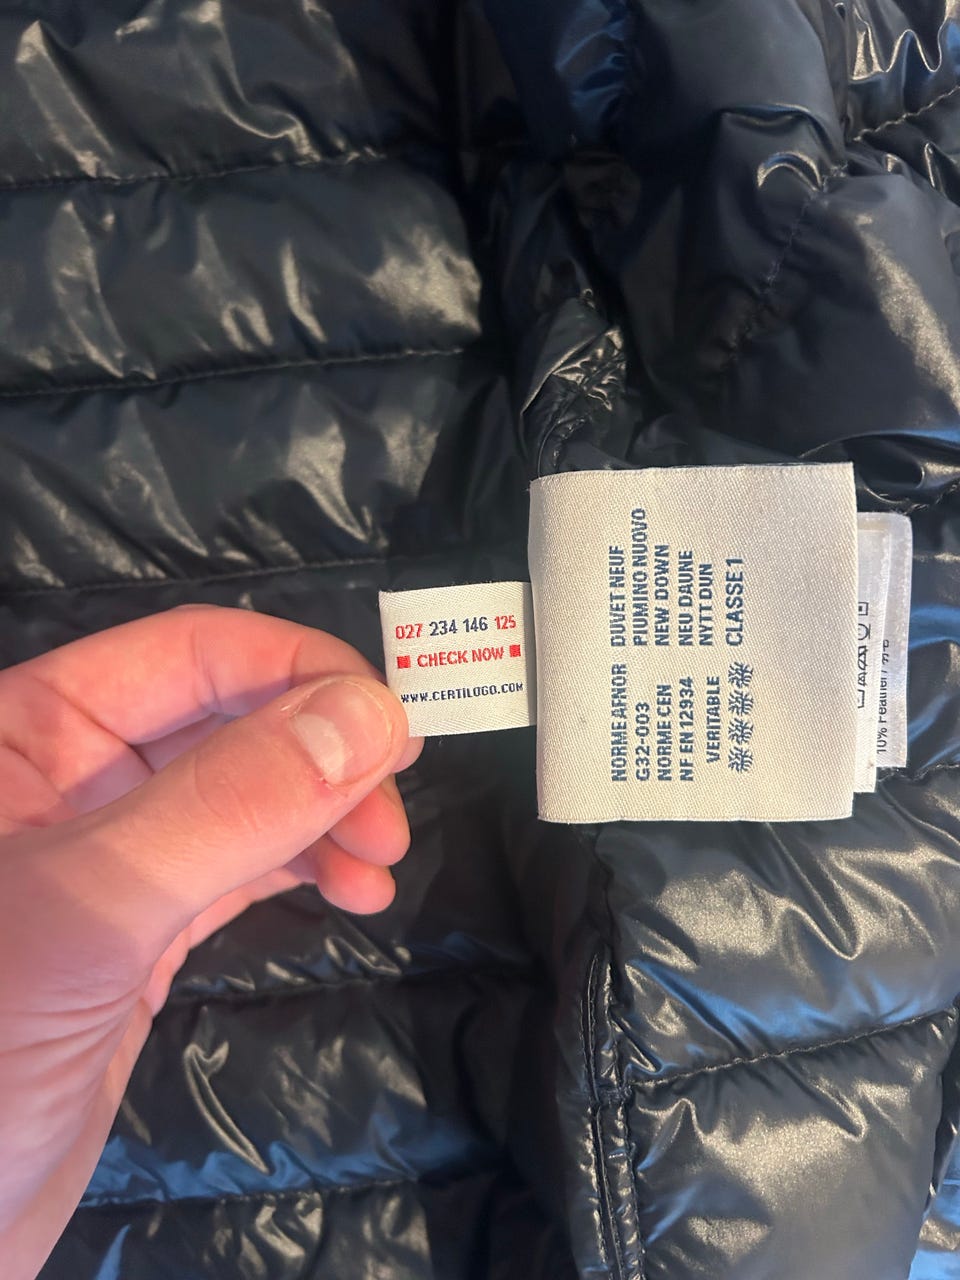 027 234 146 125
CHECK NOW
WWW.CERTILOGO.COM
DUVET NEUF
PIUMINO NUOVO
NEW DOWN
NEU DAUNE
NYTT DUN
CLASSE 1
NORME AFNOR
G32-003
NORME CEN
NF EN 12934
VERITABLE
10% Feather/